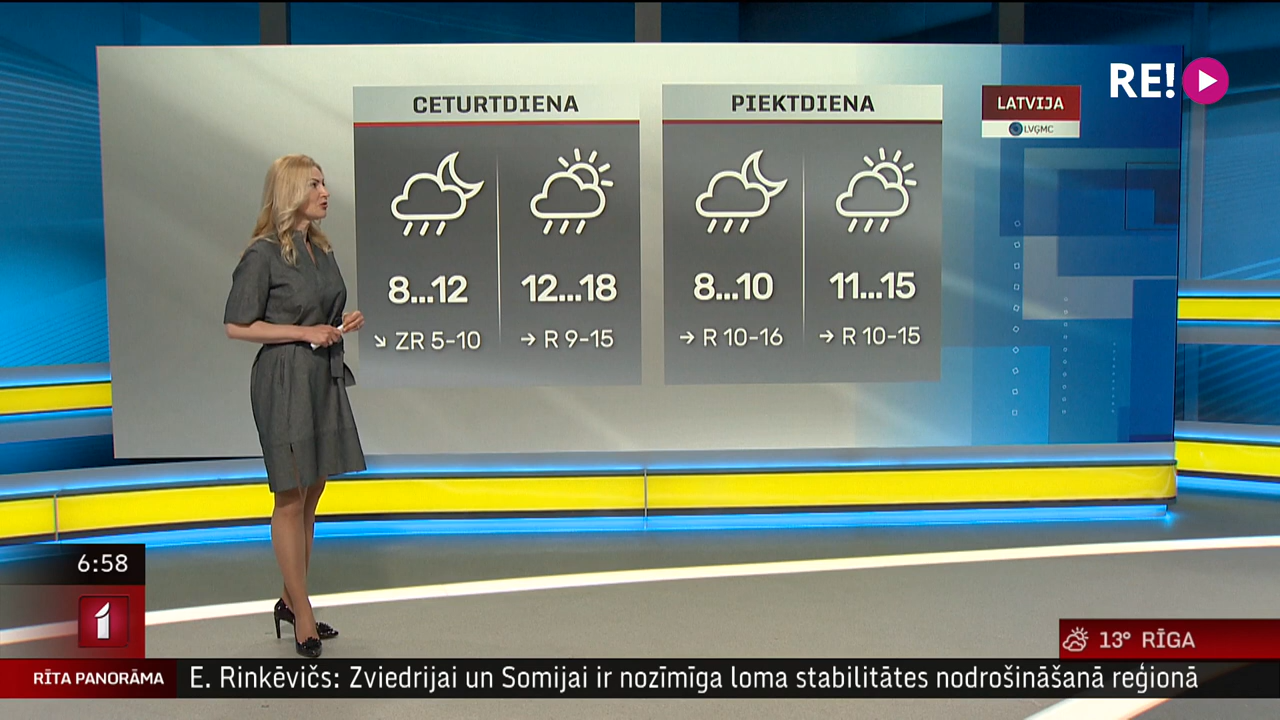 RE!
CETURTDIENA
PIEKTDIENA
LATVIJA
LVĢMC
8...12
12...18
8...10
11...15
↘ ZR 5-10
→ R 9-15
→ R 10-16
→ R 10-15
6:58
1
13° RĪGA
RĪTA PANORĀMA
E. Rinkēvičs: Zviedrijai un Somijai ir nozīmīga loma stabilitātes nodrošināšanā reģionā